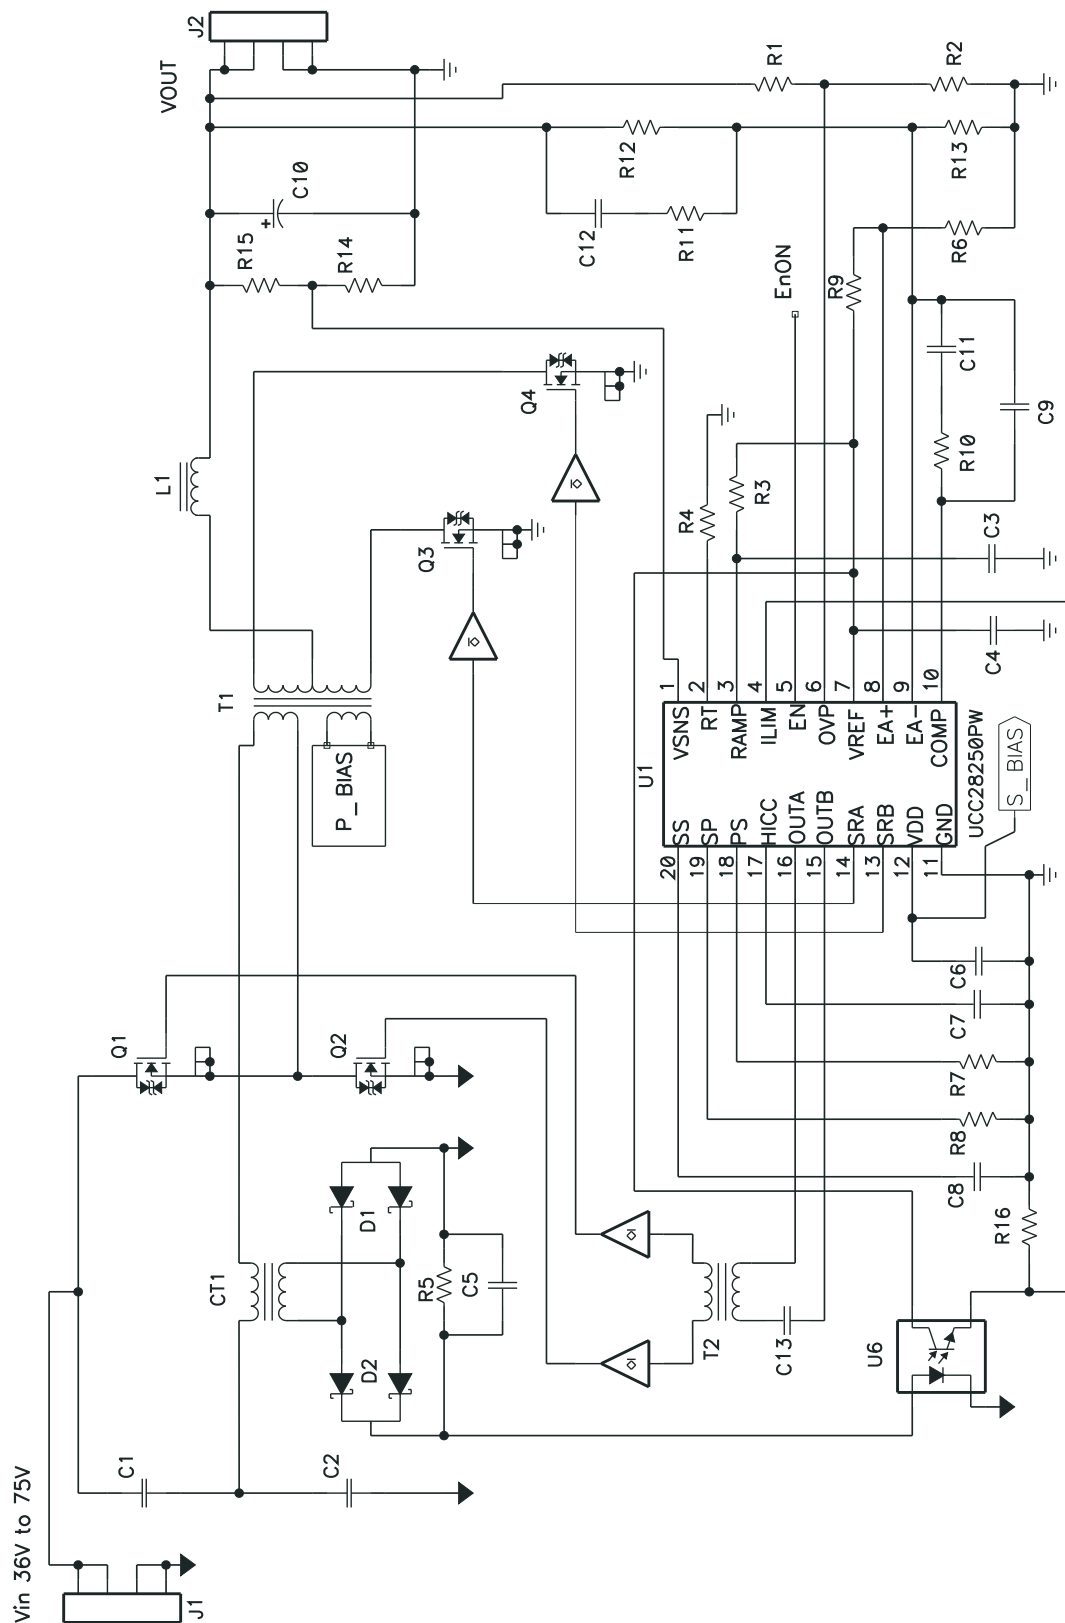 Vin 36V to 75V
J1
C1
C2
CT1
D1
D2
R5
C5
Q1
Q2
T1
P_BIAS
L1
Q3
Q4
VOUT
J2
R15
R14
C10
+
R12
C12
R11
R1
R2
R13
R6
R9
EnON
R4
R3
C11
R10
C9
C3
C4
U1
UCC28250PW
S_BIAS
1 VSNS
2 RT
3 RAMP
4 ILIM
5 EN
6 OVP
7 VREF
8 EA+
9 EA-
10 COMP
20 SS
19 SP
18 PS
17 HICC
16 OUTA
15 OUTB
14 SRA
13 SRB
12 VDD
11 GND
C6
C7
R7
R8
C8
R16
T2
C13
U6